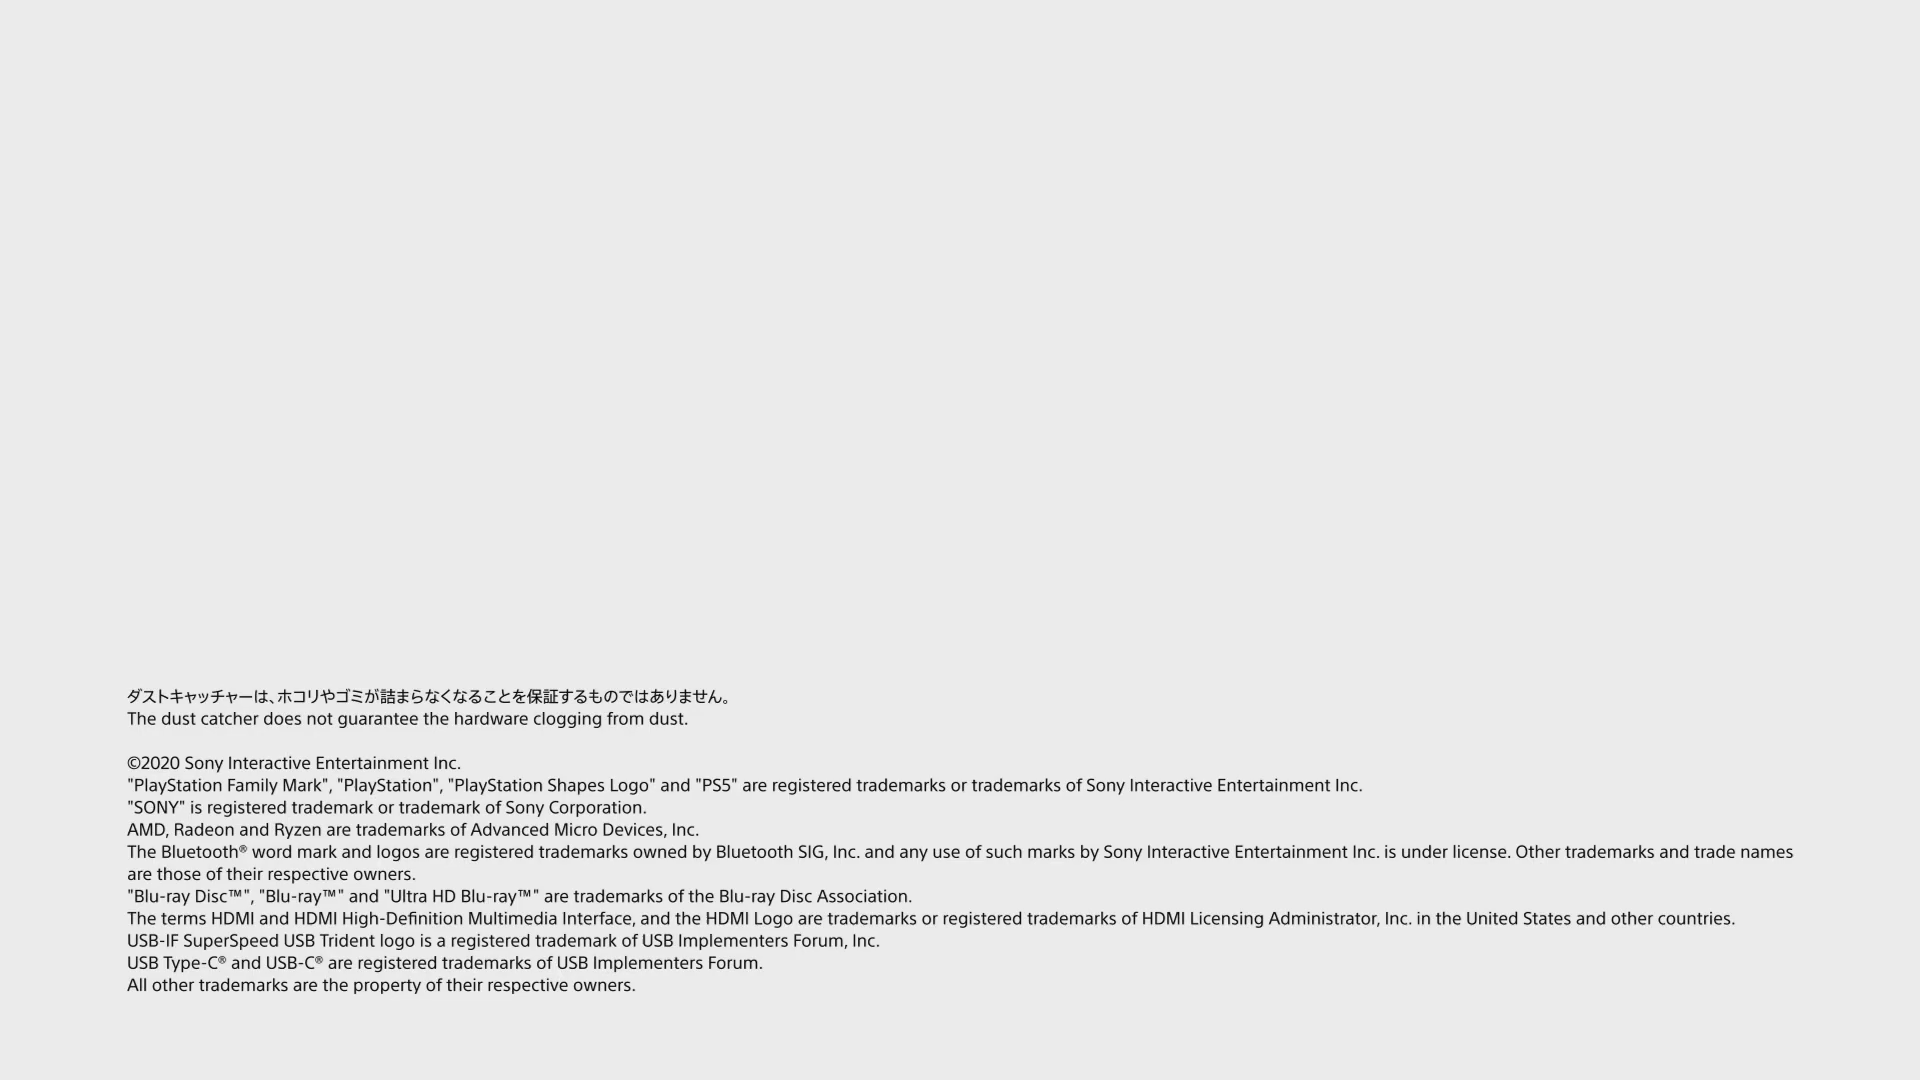 ダストキャッチャーは、ホコリやゴミが詰まらなくなることを保証するものではありません。
The dust catcher does not guarantee the hardware clogging from dust.
©2020 Sony Interactive Entertainment Inc.
"PlayStation Family Mark", "PlayStation", "PlayStation Shapes Logo" and "PS5" are registered trademarks or trademarks of Sony Interactive Entertainment Inc.
"SONY" is registered trademark or trademark of Sony Corporation.
AMD, Radeon and Ryzen are trademarks of Advanced Micro Devices, Inc.
The Bluetooth® word mark and logos are registered trademarks owned by Bluetooth SIG, Inc. and any use of such marks by Sony Interactive Entertainment Inc. is under license. Other trademarks and trade names
are those of their respective owners.
"Blu-ray Disc™", "Blu-ray™" and "Ultra HD Blu-ray™" are trademarks of the Blu-ray Disc Association.
The terms HDMI and HDMI High-Definition Multimedia Interface, and the HDMI Logo are trademarks or registered trademarks of HDMI Licensing Administrator, Inc. in the United States and other countries.
USB-IF SuperSpeed USB Trident logo is a registered trademark of USB Implementers Forum, Inc.
USB Type-C® and USB-C® are registered trademarks of USB Implementers Forum.
All other trademarks are the property of their respective owners.